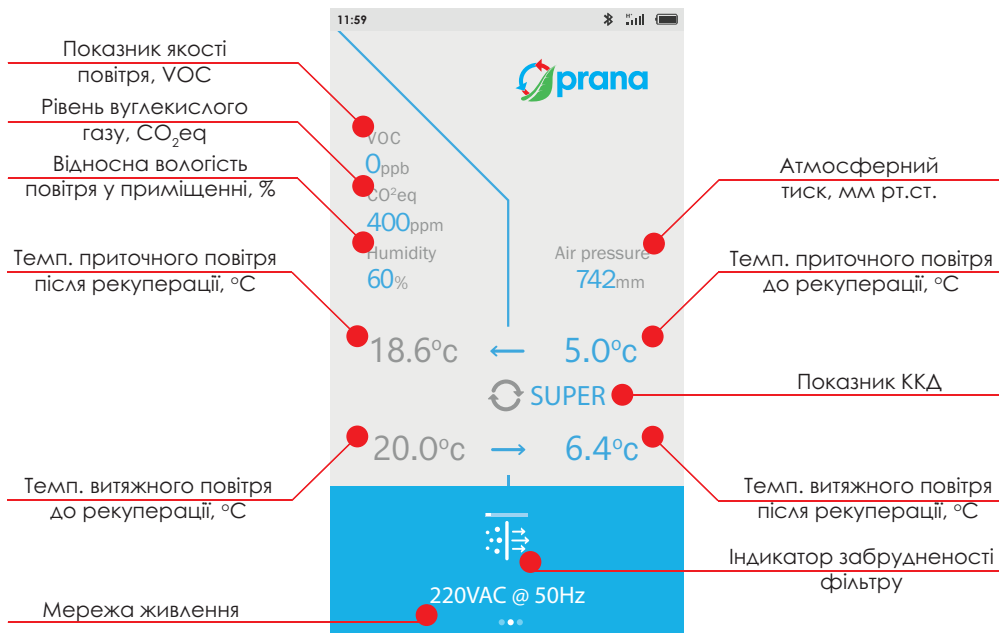 11:59
prana
Показник якості
повітря, VOC
Рівень вуглекислого
газу, CO₂eq
Відносна вологість
повітря у приміщенні, %
Темп. приточного повітря
після рекуперації, °С
Темп. витяжного повітря
до рекуперації, °С
Мережа живлення
VOC
0ppb
CO²eq
400ppm
Humidity
60%
Air pressure
742mm
18.6°c ← 5.0°c
SUPER
20.0°c → 6.4°c
220VAC @ 50Hz
Атмосферний
тиск, мм рт.ст.
Темп. приточного повітря
до рекуперації, °С
Показник ККД
Темп. витяжного повітря
після рекуперації, °С
Індикатор забрудненості
фільтру